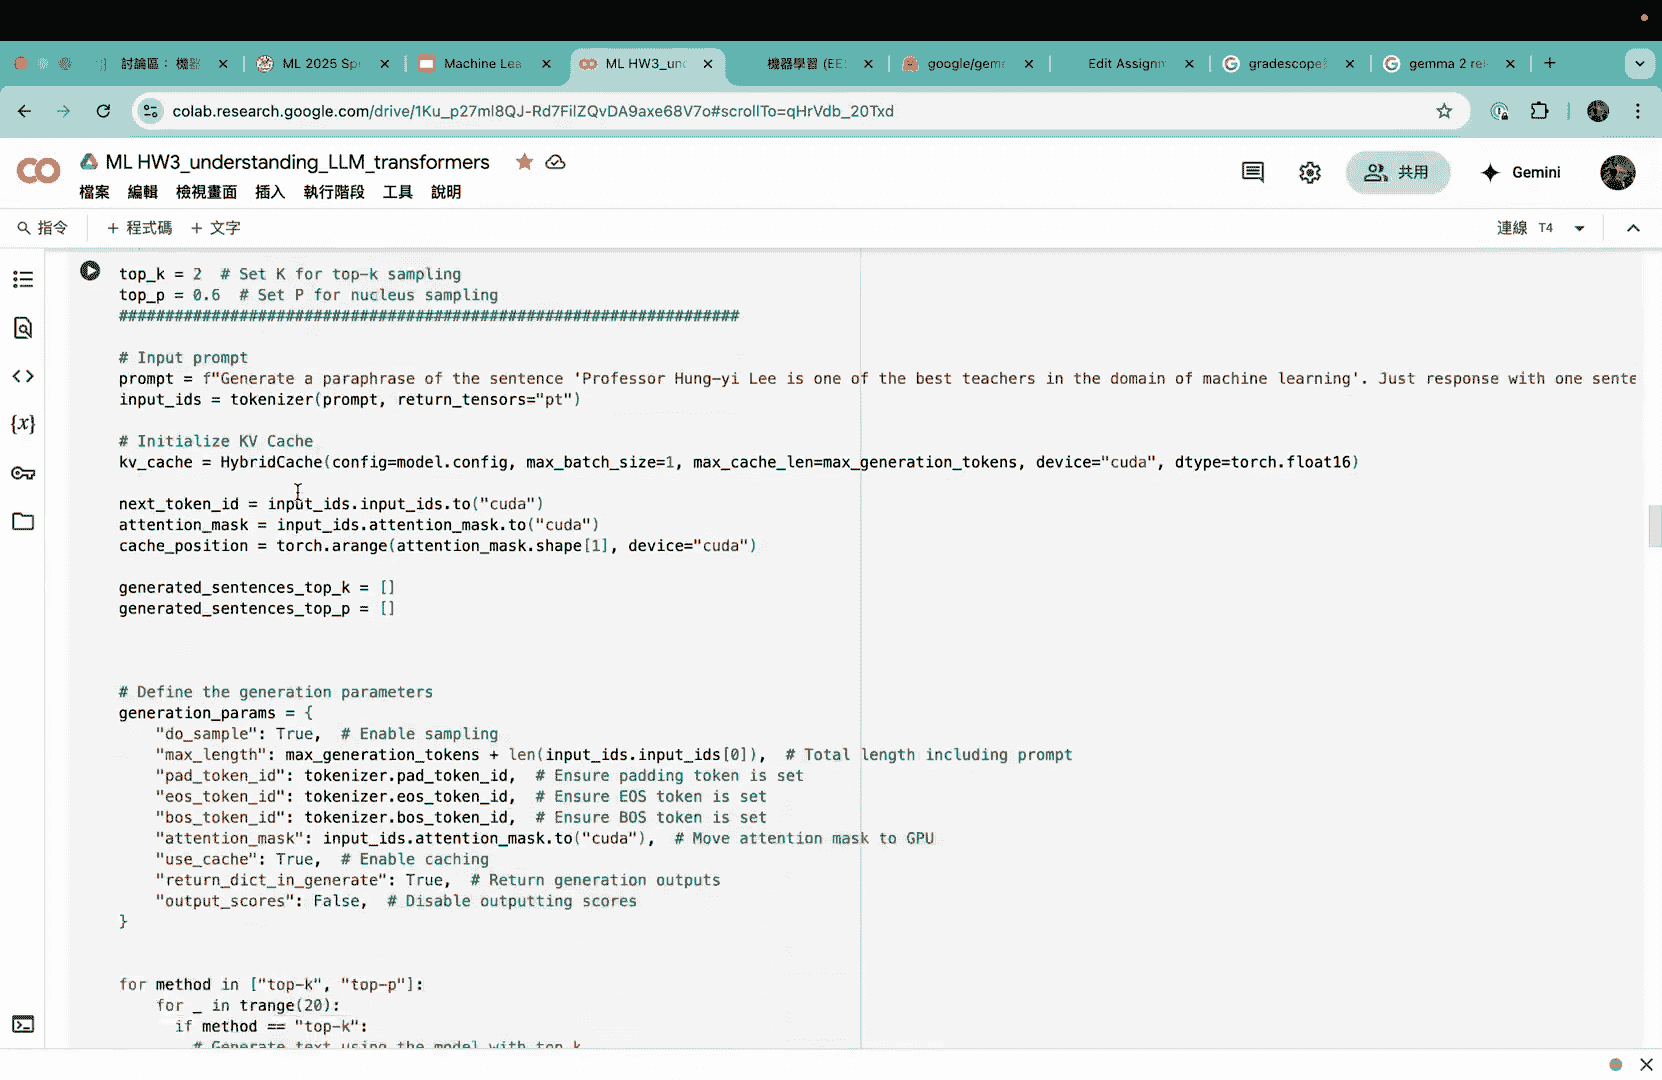 討論區： 機器
ML 2025 Sp
Machine Lea
ML HW3_un
機器學習 (EE
google/gem
Edit Assignm
gradescope
gemma 2 re
colab.research.google.com/drive/1Ku_p27ml8QJ-Rd7FilZQvDA9axe68V7o#scrollTo=qHrVdb_20Txd
ML HW3_understanding_LLM_transformers
檔案 編輯 檢視畫面 插入 執行階段 工具 說明
共用
Gemini
指令 + 程式碼 + 文字
連線 T4
top_k = 2  # Set K for top-k sampling
top_p = 0.6  # Set P for nucleus sampling
###################################################################
# Input prompt
prompt = f"Generate a paraphrase of the sentence 'Professor Hung-yi Lee is one of the best teachers in the domain of machine learning'. Just response with one sente
input_ids = tokenizer(prompt, return_tensors="pt")
# Initialize KV Cache
kv_cache = HybridCache(config=model.config, max_batch_size=1, max_cache_len=max_generation_tokens, device="cuda", dtype=torch.float16)
next_token_id = input_ids.input_ids.to("cuda")
attention_mask = input_ids.attention_mask.to("cuda")
cache_position = torch.arange(attention_mask.shape[1], device="cuda")
generated_sentences_top_k = []
generated_sentences_top_p = []
# Define the generation parameters
generation_params = {
    "do_sample": True,  # Enable sampling
    "max_length": max_generation_tokens + len(input_ids.input_ids[0]),  # Total length including prompt
    "pad_token_id": tokenizer.pad_token_id,  # Ensure padding token is set
    "eos_token_id": tokenizer.eos_token_id,  # Ensure EOS token is set
    "bos_token_id": tokenizer.bos_token_id,  # Ensure BOS token is set
    "attention_mask": input_ids.attention_mask.to("cuda"),  # Move attention mask to GPU
    "use_cache": True,  # Enable caching
    "return_dict_in_generate": True,  # Return generation outputs
    "output_scores": False,  # Disable outputting scores
}
for method in ["top-k", "top-p"]:
    for _ in trange(20):
      if method == "top-k":
        # Generate text using the model with top_k